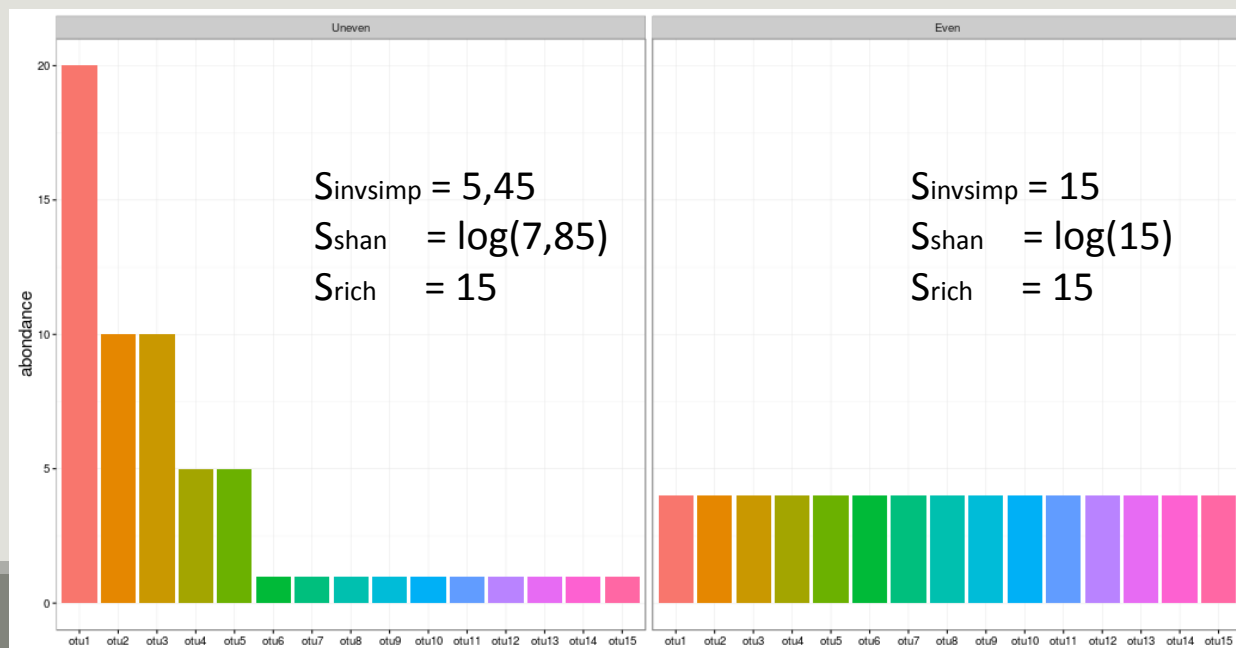 Uneven
Even
20
15
10
5
0
abondance
Sinvsimp = 5,45
Sshan = log(7,85)
Srich = 15
Sinvsimp = 15
Sshan = log(15)
Srich = 15
otu1 otu2 otu3 otu4 otu5 otu6 otu7 otu8 otu9 otu10 otu11 otu12 otu13 otu14 otu15
otu1 otu2 otu3 otu4 otu5 otu6 otu7 otu8 otu9 otu10 otu11 otu12 otu13 otu14 otu15